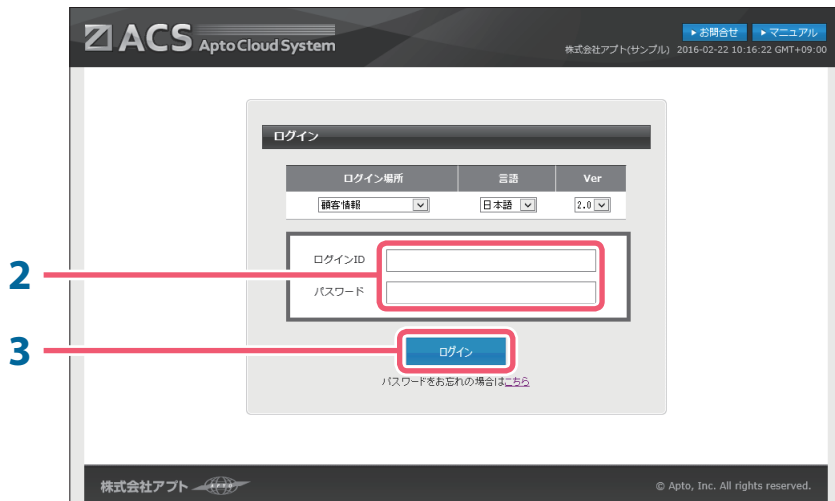 ACS Apto Cloud System
お問合せ マニュアル
株式会社アプト(サンプル) 2016-02-22 10:16:22 GMT+09:00
ログイン
ログイン場所 言語 Ver
顧客情報 日本語 2.0
ログインID
2
パスワード
3
ログイン
パスワードをお忘れの場合はこちら
株式会社アプト
© Apto, Inc. All rights reserved.